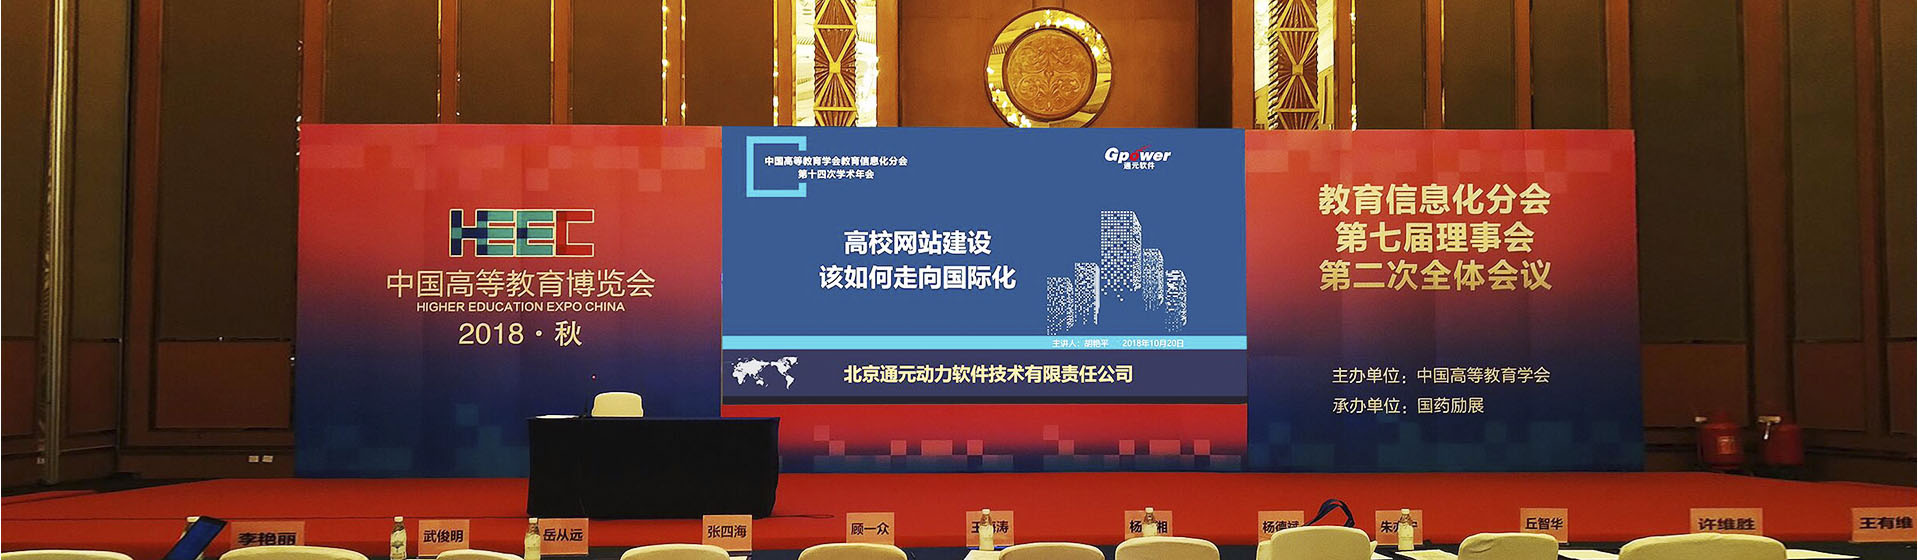 HEEC
中国高等教育博览会
HIGHER EDUCATION EXPO CHINA
2018·秋
中国高等教育学会教育信息化分会
第十四次学术年会
Gpower
通元软件
高校网站建设
该如何走向国际化
主讲人：胡艳平 2018年10月20日
北京通元动力软件技术有限责任公司
教育信息化分会
第七届理事会
第二次全体会议
主办单位：中国高等教育学会
承办单位：国药励展
李艳丽
武俊明
岳从远
张四海
顾一众
王
涛
杨
湘
杨德斌
朱
宁
丘智华
许维胜
王有维